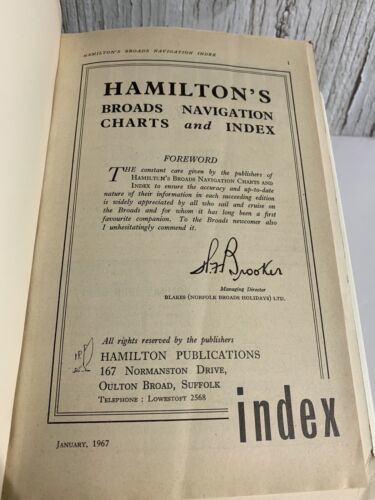 HAMILTON'S BROADS NAVIGATION INDEX 1
HAMILTON'S
BROADS NAVIGATION
CHARTS and INDEX
FOREWORD
THE constant care given by the publishers of
HAMILTON'S BROADS NAVIGATION CHARTS AND
INDEX to ensure the accuracy and up-to-date
nature of their information in each succeeding edition
is widely appreciated by all who sail and cruise on
the Broads and for whom it has long been a first
favourite companion. To the Broads newcomer also
I unhesitatingly commend it.
Brooker
Managing Director
BLAKES (NORFOLK BROADS HOLIDAYS) LTD.
All rights reserved by the publishers
HAMILTON PUBLICATIONS
167 NORMANSTON DRIVE,
OULTON BROAD, SUFFOLK
TELEPHONE : LOWESTOFT 2568
index
JANUARY, 1967